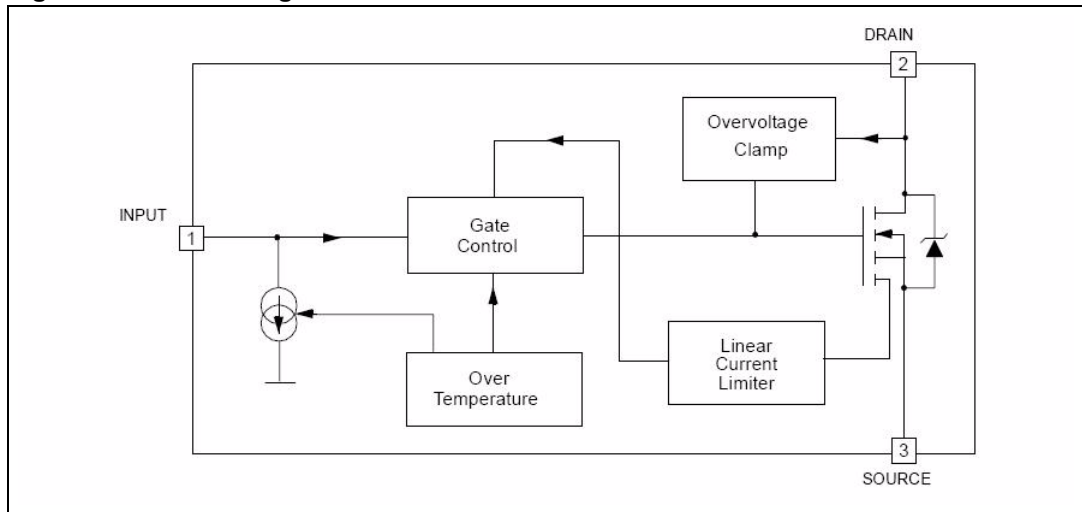 DRAIN
2
Overvoltage
Clamp
INPUT
1
Gate
Control
Over
Temperature
Linear
Current
Limiter
3
SOURCE